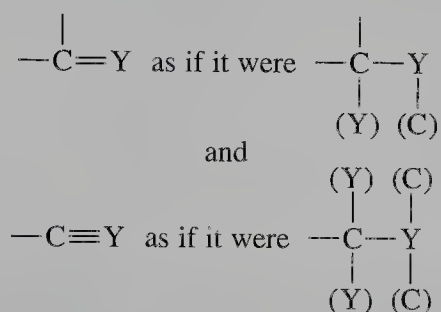 —C=Y as if it were —C—Y
(Y) (C)
and
(Y) (C)
—C≡Y as if it were —C—Y
(Y) (C)